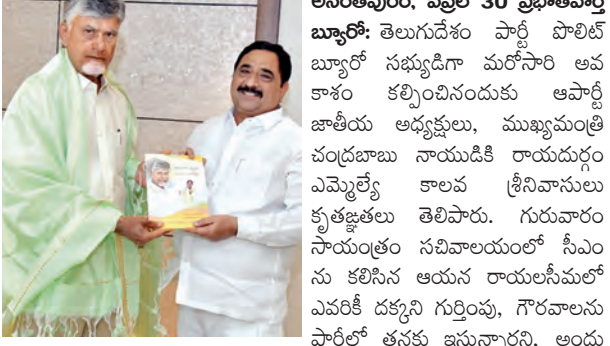 అనంతపురం, ఏప్రిల్ 30 ప్రభాతవార్త
బ్యూరో: తెలుగుదేశం పార్టీ పొలిట్
బ్యూరో సభ్యుడిగా మరోసారి అవ
కాశం కల్పించినందుకు ఆపార్టీ
జాతీయ అధ్యక్షులు, ముఖ్యమంత్రి
చంద్రబాబు నాయుడికి రాయదుర్గం
ఎమ్మెల్యే కాలవ శ్రీనివాసులు
కృతజ్ఞతలు తెలిపారు. గురువారం
సాయంత్రం సచివాలయంలో సీఎం
ను కలిసిన ఆయన రాయలసీమలో
ఎవరికీ దక్కని గుర్తింపు, గౌరవాలను
పార్టీలో తనకు ఇస్తున్నారని, అందు